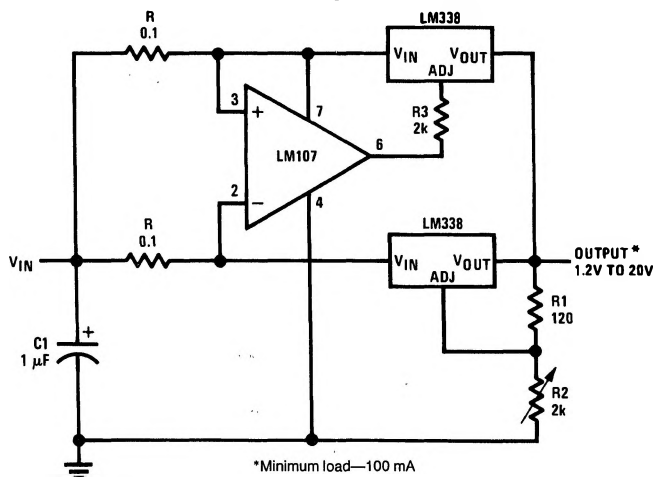 R
0.1
LM338
VIN
VOUT
ADJ
3
+
7
R3
2k
LM107
6
2
−
4
R
0.1
VIN
LM338
VIN
VOUT
ADJ
OUTPUT*
1.2V TO 20V
R1
120
+
C1
1 μF
R2
2k
*Minimum load—100 mA